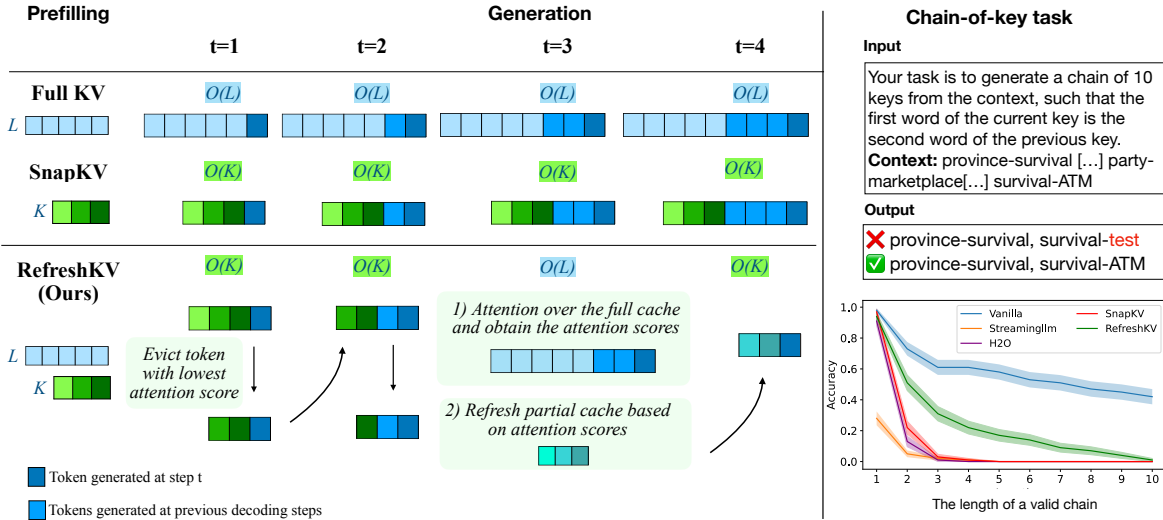 Prefilling
Generation
t=1
t=2
t=3
t=4
Full KV
O(L)
O(L)
O(L)
O(L)
L
SnapKV
O(K)
O(K)
O(K)
O(K)
K
RefreshKV
(Ours)
O(K)
O(K)
O(L)
O(K)
L
K
Evict token
with lowest
attention score
1) Attention over the full cache
and obtain the attention scores
2) Refresh partial cache based
on attention scores
Token generated at step t
Tokens generated at previous decoding steps
Chain-of-key task
Input
Your task is to generate a chain of 10
keys from the context, such that the
first word of the current key is the
second word of the previous key.
Context: province-survival [...] party-
marketplace[...] survival-ATM
Output
❌ province-survival, survival-test
✅ province-survival, survival-ATM
Accuracy
1.0
0.8
0.6
0.4
0.2
0.0
Vanilla
Streamingllm
H2O
SnapKV
RefreshKV
1 2 3 4 5 6 7 8 9 10
The length of a valid chain